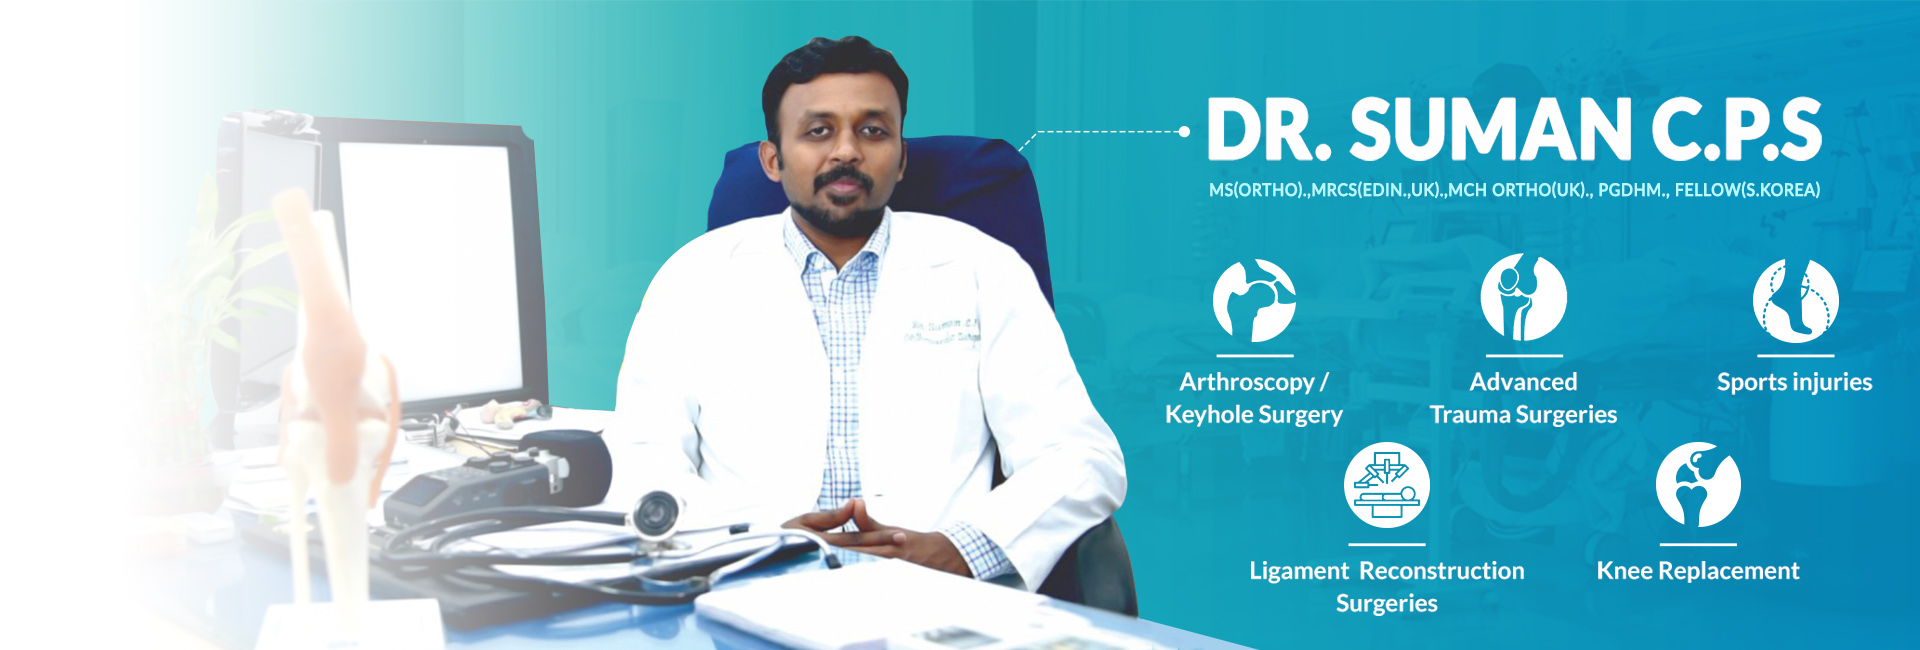 DR. SUMAN C.P.S
MS(ORTHO).,MRCS(EDIN.,UK).,MCH ORTHO(UK)., PGDHM., FELLOW(S.KOREA)
Arthroscopy /
Keyhole Surgery
Advanced
Trauma Surgeries
Sports injuries
Ligament Reconstruction
Surgeries
Knee Replacement